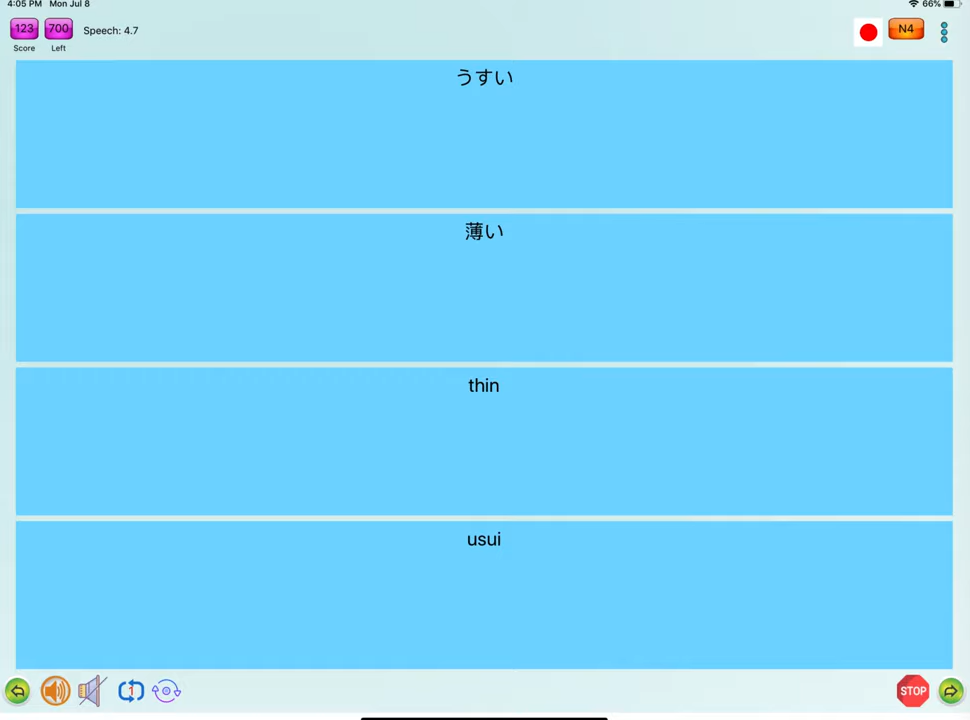 4:05 PM Mon Jul 8 66%
123 700 Speech: 4.7 N4
Score Left
うすい
薄い
thin
usui
1 STOP